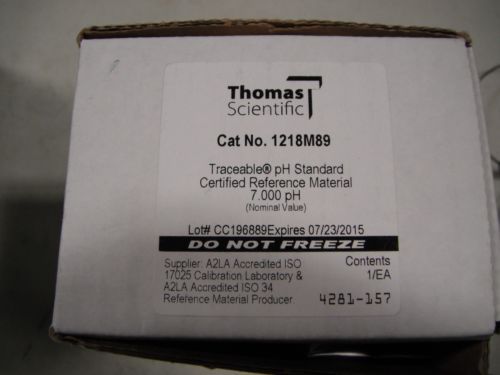 Thomas
Scientific
Cat No. 1218M89
Traceable® pH Standard
Certified Reference Material
7.000 pH
(Nominal Value)
Lot# CC196889Expires 07/23/2015
DO NOT FREEZE
Supplier: A2LA Accredited ISO
17025 Calibration Laboratory &
A2LA Accredited ISO 34
Reference Material Producer.
Contents
1/EA
4281-157